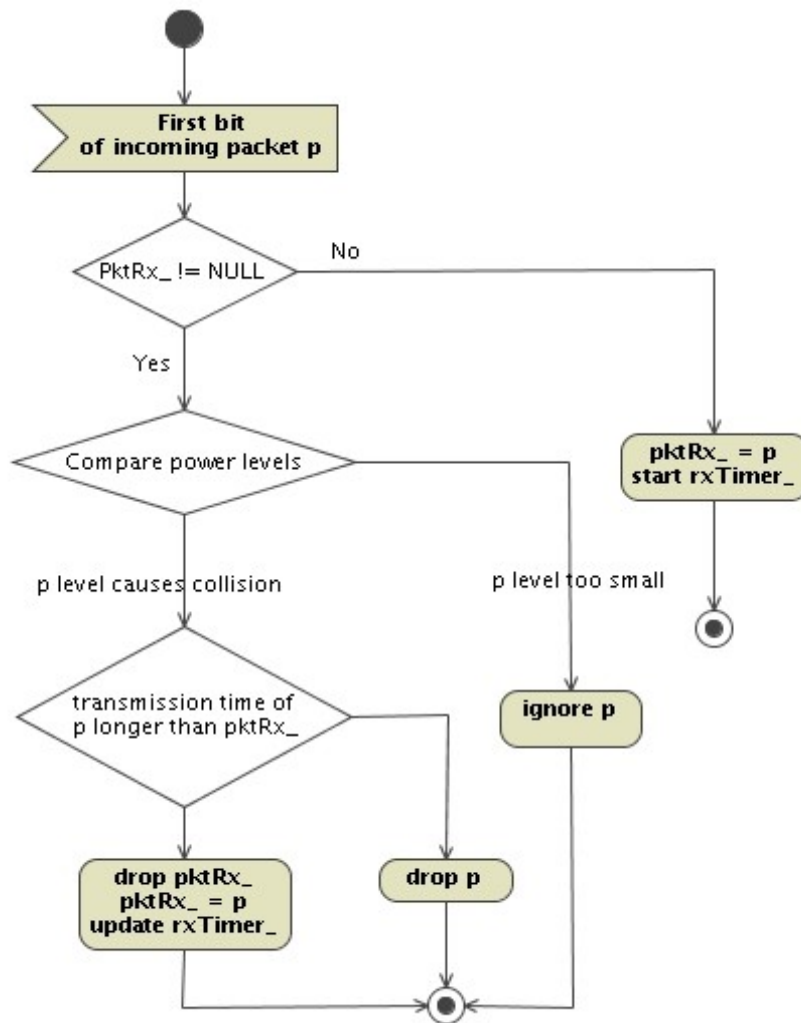 First bit
of incoming packet p
PktRx_ != NULL
No
Yes
Compare power levels
pktRx_ = p
start rxTimer_
p level causes collision
p level too small
transmission time of
p longer than pktRx_
ignore p
drop pktRx_
pktRx_ = p
update rxTimer_
drop p